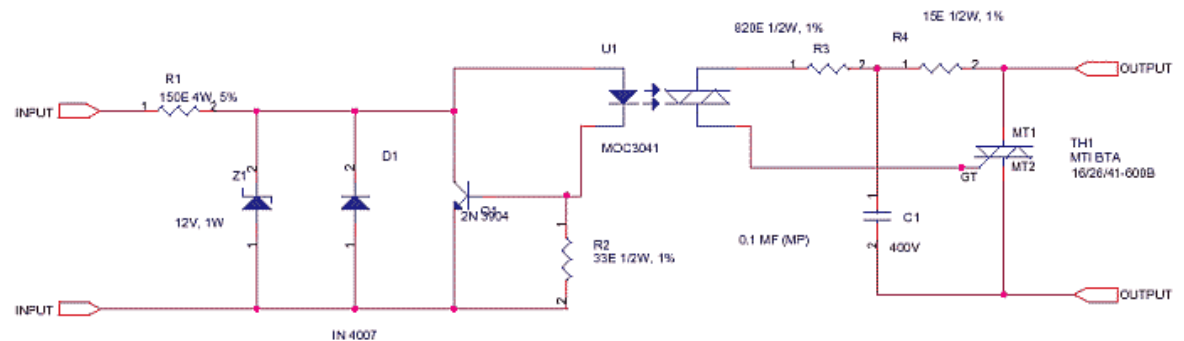 15E 1/2W, 1%
820E 1/2W, 1%
R4
U1
R3
1
2
1
2
OUTPUT
R1
1
150E 4W, 5%
2
INPUT
MT1
TH1
MOC3041
D1
MTI BTA
2
2
MT2
16/26/41-600B
Z1
GT
1
Q1
2N 3904
C1
12V, 1W
1
R2
0.1 MF (MP)
1
1
33E 1/2W, 1%
2
400V
2
OUTPUT
INPUT
IN 4007